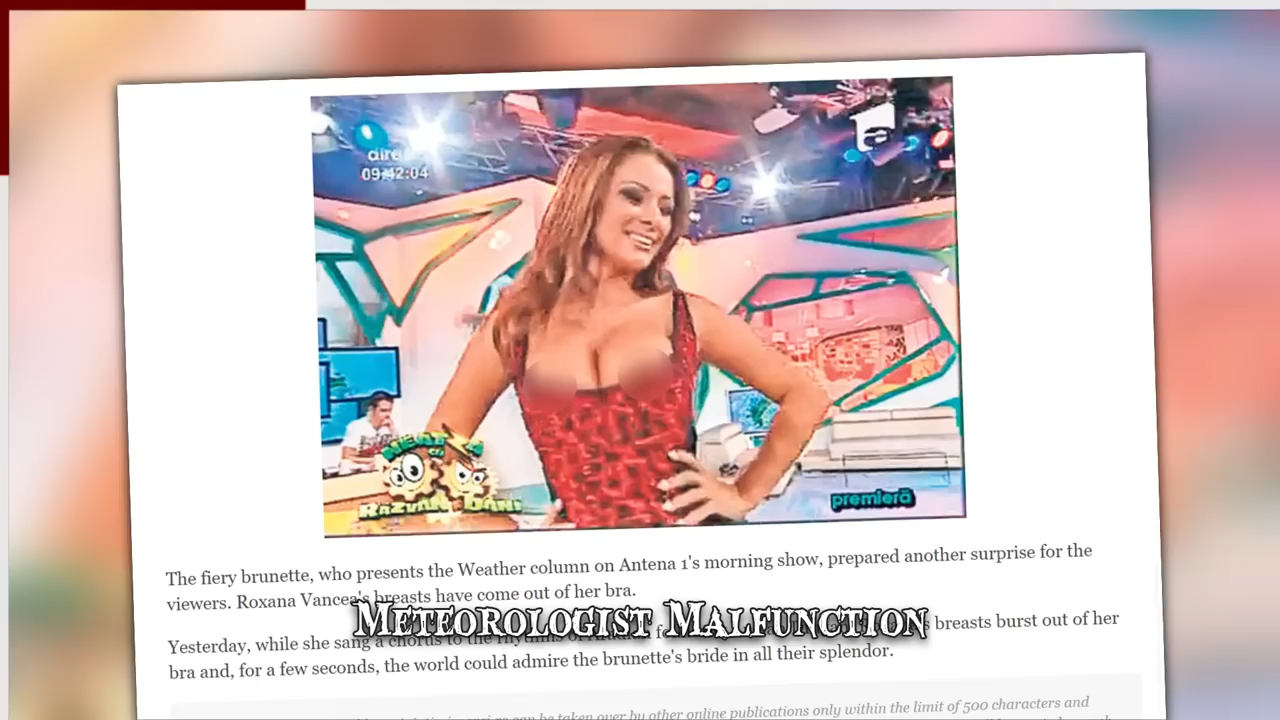 aire
09:42:04
NEATZA
CU
RAZVAN DANI
premieră
The fiery brunette, who presents the Weather column on Antena 1's morning show, prepared another surprise for the
viewers. Roxana Vancea's breasts have come out of her bra.
METEOROLOGIST MALFUNCTION
Yesterday, while she sang a chorus to the rhythms of breasts burst out of her
bra and, for a few seconds, the world could admire the brunette's bride in all their splendor.
can be taken over by other online publications only within the limit of 500 characters and